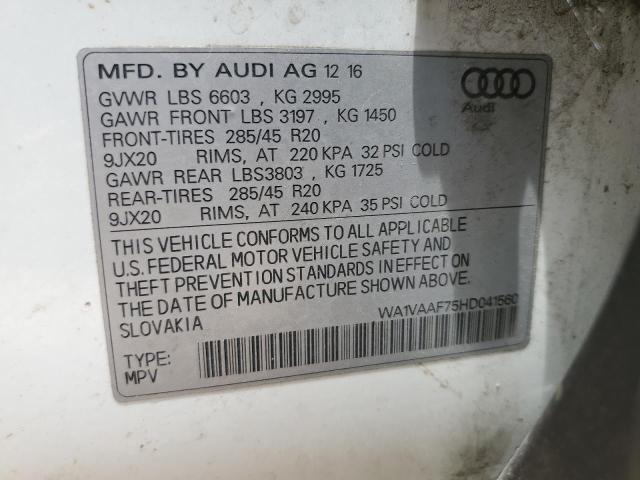 MFD. BY AUDI AG 12 16
Audi
GVWR LBS 6603 , KG 2995
GAWR FRONT LBS 3197 , KG 1450
FRONT-TIRES 285/45 R20
9JX20 RIMS, AT 220 KPA 32 PSI COLD
GAWR REAR LBS3803 , KG 1725
REAR-TIRES 285/45 R20
9JX20 RIMS, AT 240 KPA 35 PSI COLD
THIS VEHICLE CONFORMS TO ALL APPLICABLE
U.S. FEDERAL MOTOR VEHICLE SAFETY AND
THEFT PREVENTION STANDARDS IN EFFECT ON
THE DATE OF MANUFACTURE SHOWN ABOVE.
SLOVAKIA
WA1VAAF75HD041560
TYPE:
MPV